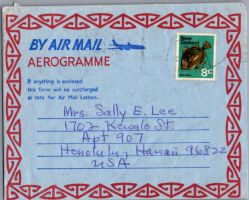 BY AIR MAIL
AEROGRAMME
If anything is enclosed
this form will be surcharged
at rate for Air Mail Letters.
New
Zealand
8c
Mrs. Sally E. Lee
1702 Kewalo St.
Apt 907
Honolulu, Hawaii 96822
USA